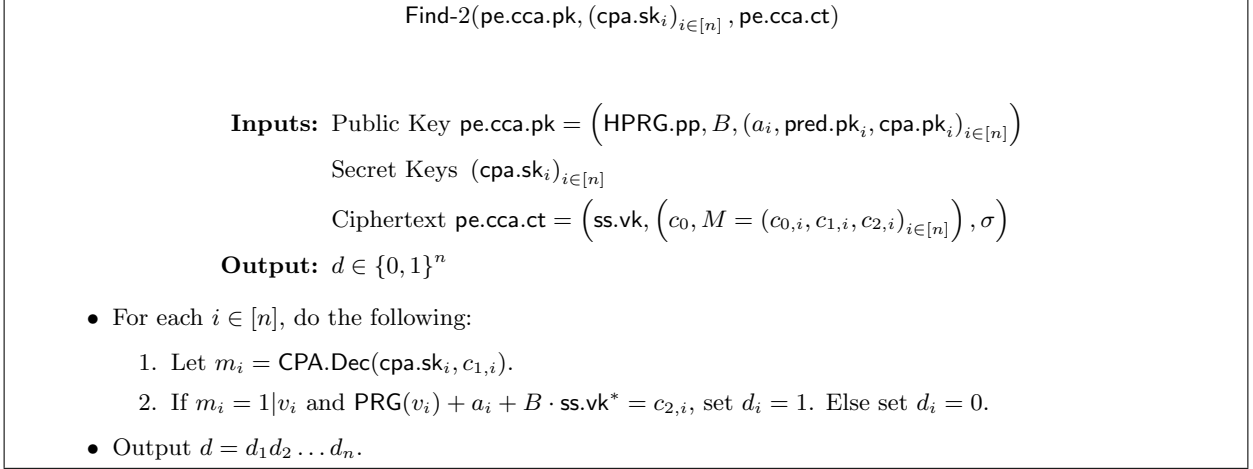 Find-2(pe.cca.pk, (cpa.sk_i)_{i∈[n]}, pe.cca.ct)
Inputs: Public Key pe.cca.pk = (HPRG.pp, B, (a_i, pred.pk_i, cpa.pk_i)_{i∈[n]})
Secret Keys (cpa.sk_i)_{i∈[n]}
Ciphertext pe.cca.ct = (ss.vk, (c_0, M = (c_{0,i}, c_{1,i}, c_{2,i})_{i∈[n]}), σ)
Output: d ∈ {0, 1}^n
• For each i ∈ [n], do the following:
1. Let m_i = CPA.Dec(cpa.sk_i, c_{1,i}).
2. If m_i = 1|v_i and PRG(v_i) + a_i + B · ss.vk* = c_{2,i}, set d_i = 1. Else set d_i = 0.
• Output d = d_1d_2 . . . d_n.